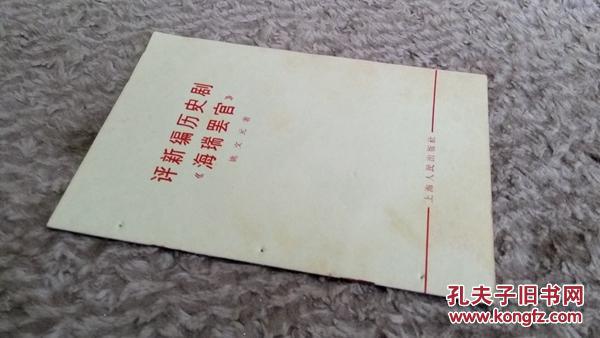 评新编历史剧
《海瑞罢官》
姚文元著
上海人民出版社
孔夫子旧书网
www.kongfz.com